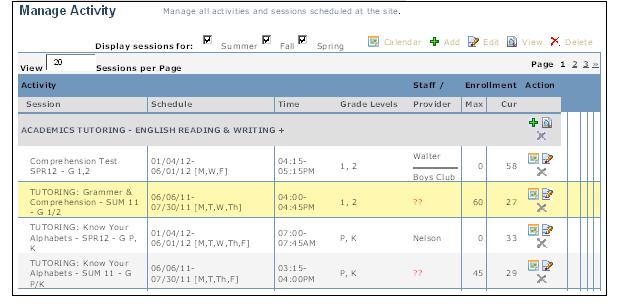 Manage Activity Manage all activities and sessions scheduled at the site.
Display sessions for: Summer Fall Spring Calendar Add Edit View Delete
View 20 Sessions per Page Page 1 2 3 »
Activity Staff / Enrollment Action
Session Schedule Time Grade Levels Provider Max Cur
ACADEMICS TUTORING - ENGLISH READING & WRITING +
Comprehension Test
SPR12 - G 1,2
01/04/12-
06/01/12 [M,W,F]
04:15-
05:15PM
1, 2
Walter
Boys Club
0
58
TUTORING: Grammer &
Comprehension - SUM 11
- G 1/2
06/06/11-
07/30/11 [M,T,W,Th]
04:00-
04:45PM
1, 2
??
60
27
TUTORING: Know Your
Alphabets - SPR12 - G P,
K
01/04/12-
06/01/12 [M,T,W,Th,F]
07:00-
07:45AM
P, K
Nelson
0
33
TUTORING: Know Your
Alphabets - SUM 11 - G
P/K
06/06/11-
07/30/11 [M,T,Th,F]
03:15-
04:00PM
P, K
??
45
29